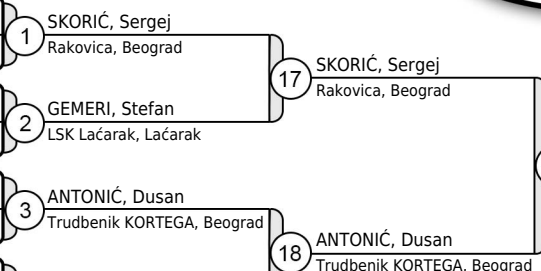 SKORIĆ, Sergej
1
Rakovica, Beograd
SKORIĆ, Sergej
17
Rakovica, Beograd
GEMERI, Stefan
2
LSK Laćarak, Laćarak
ANTONIĆ, Dusan
3
Trudbenik KORTEGA, Beograd
ANTONIĆ, Dusan
18
Trudbenik KORTEGA, Beograd